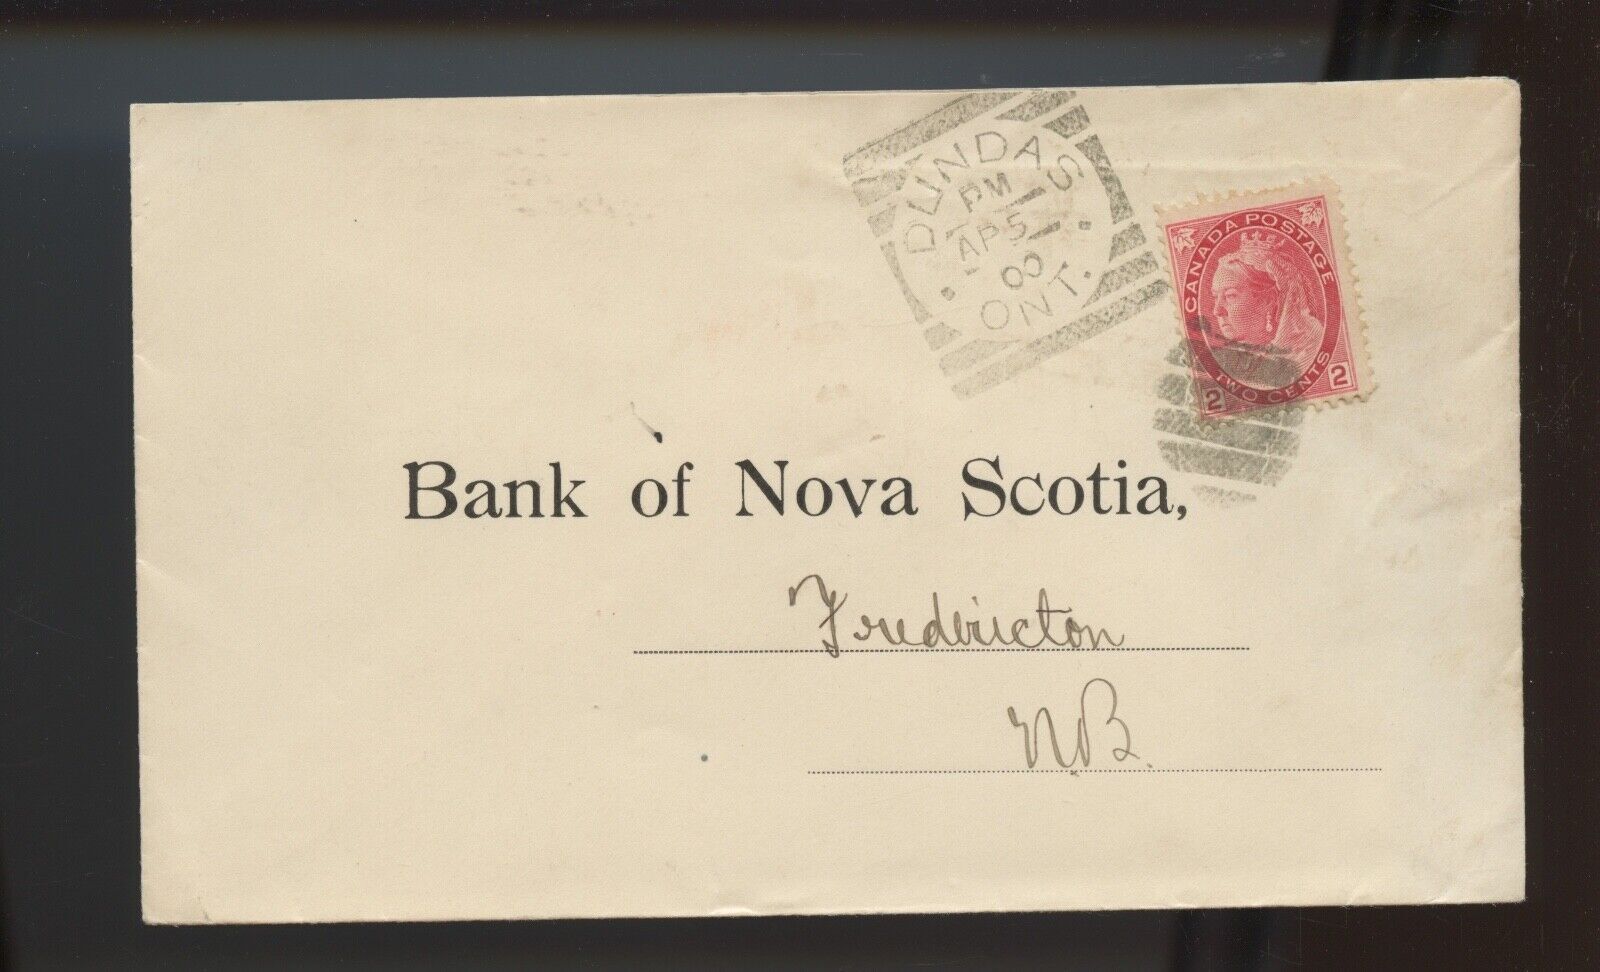 DUNDAS
PM
AP 5
00
ONT.
CANADA POSTAGE
TWO CENTS
2 2
Bank of Nova Scotia,
Fredericton
N.B.